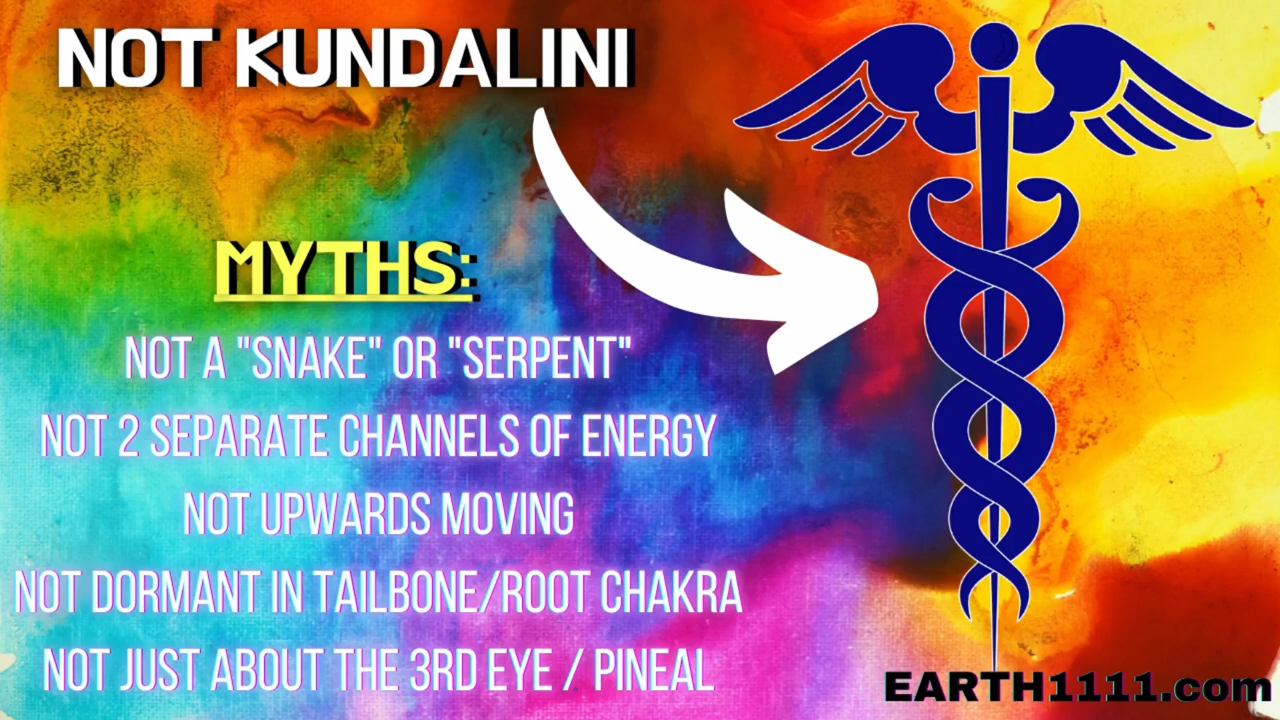 NOT KUNDALINI
MYTHS:
NOT A "SNAKE" OR "SERPENT"
NOT 2 SEPARATE CHANNELS OF ENERGY
NOT UPWARDS MOVING
NOT DORMANT IN TAILBONE/ROOT CHAKRA
NOT JUST ABOUT THE 3RD EYE / PINEAL
EARTH1111.com